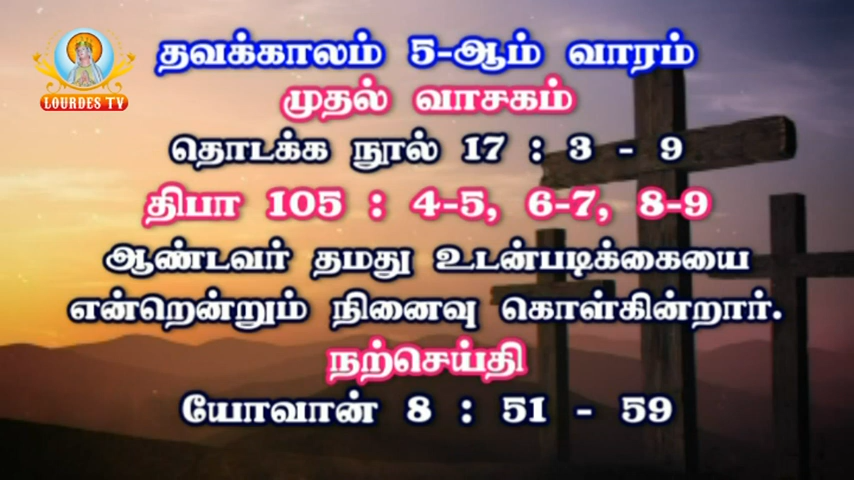 தவக்காலம் 5-ஆம் வாரம்
LOURDES TV
முதல் வாசகம்
தொடக்க நூல் 17 : 3 - 9
திபா 105 : 4-5, 6-7, 8-9
ஆண்டவர் தமது உடன்படிக்கையை
என்றென்றும் நினைவு கொள்கின்றார்.
நற்செய்தி
யோவான் 8 : 51 - 59